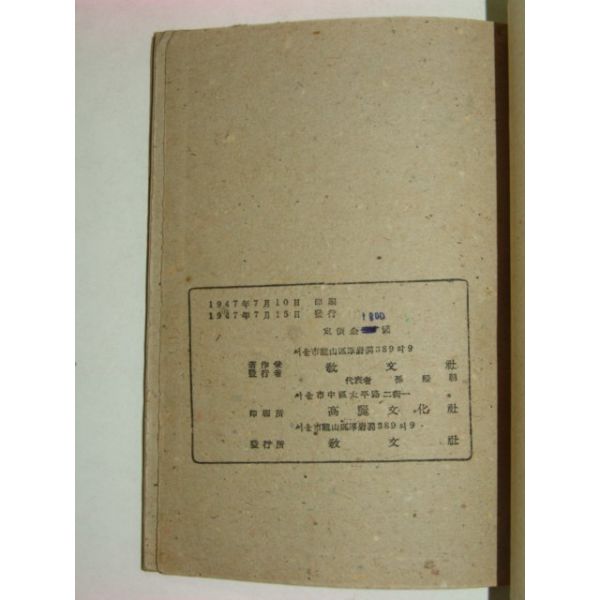 1947年7月10日 印刷
1947年7月15日 發行
1800
定價金 圓
서울市龍山區厚岩洞389의9
著作兼
發行者 敎文社
代表者 孫
서울市中區太平路二街一
印刷所 高麗文化社
서울市龍山區厚岩洞389의9
發行所 敎文社